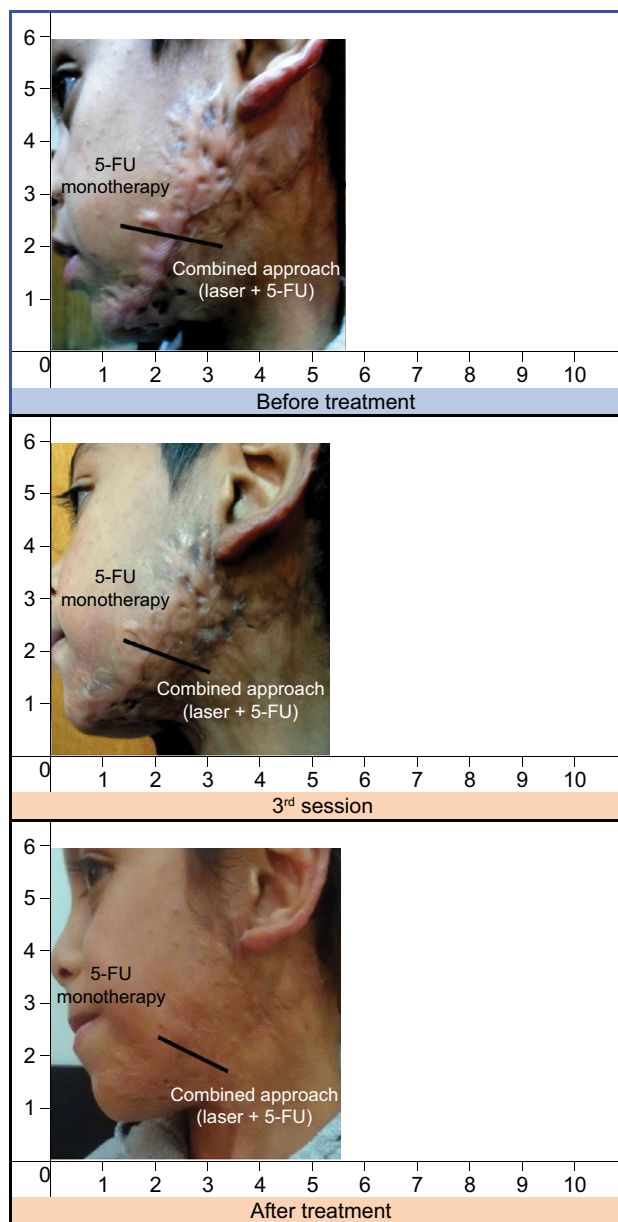 6
5
4
3
2
1
0
5-FU
monotherapy
Combined approach
(laser + 5-FU)
1 2 3 4 5 6 7 8 9 10
Before treatment
6
5
4
3
2
1
0
5-FU
monotherapy
Combined approach
(laser + 5-FU)
1 2 3 4 5 6 7 8 9 10
3rd session
6
5
4
3
2
1
0
5-FU
monotherapy
Combined approach
(laser + 5-FU)
1 2 3 4 5 6 7 8 9 10
After treatment